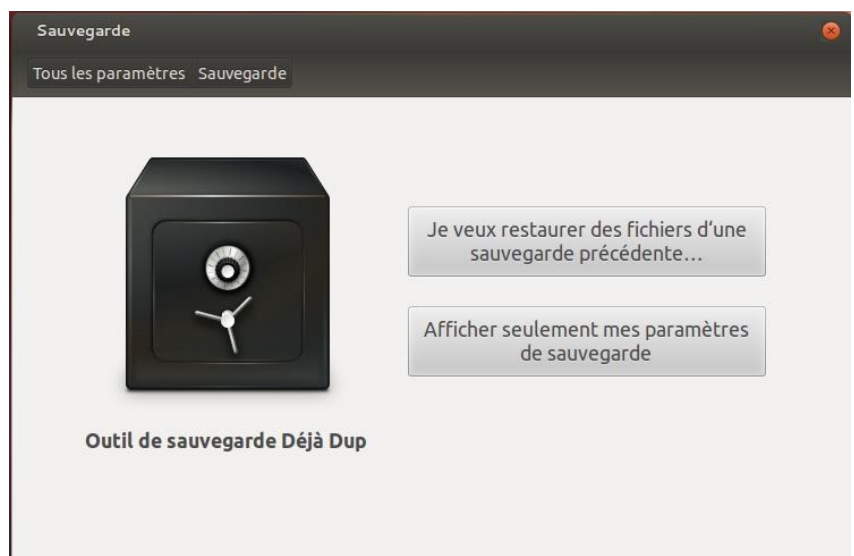 Sauvegarde
Tous les paramètres Sauvegarde
Je veux restaurer des fichiers d’une
sauvegarde précédente…
Afficher seulement mes paramètres
de sauvegarde
Outil de sauvegarde Déjà Dup